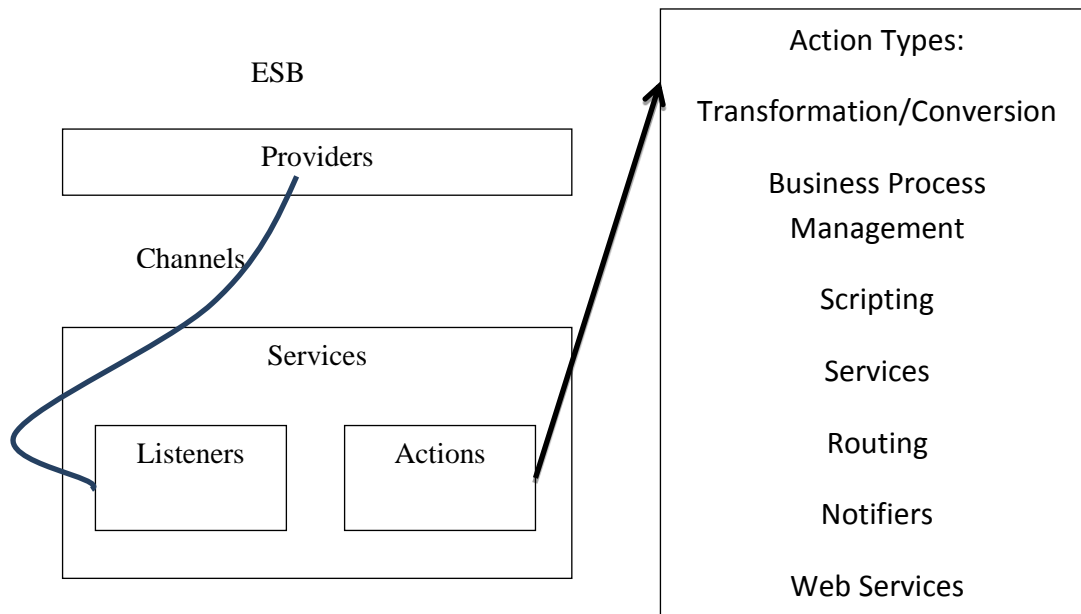 ESB
Providers
Channels
Services
Listeners
Actions
Action Types:
Transformation/Conversion
Business Process
Management
Scripting
Services
Routing
Notifiers
Web Services